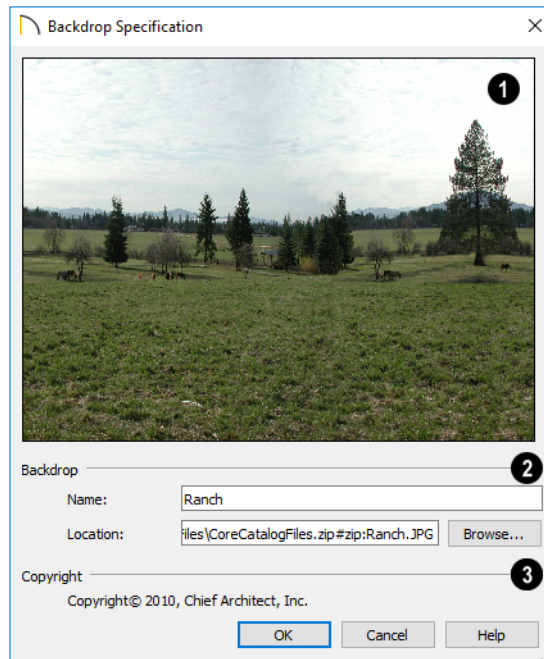 Backdrop Specification
1
Backdrop
2
Name:
Ranch
Location:
files\CoreCatalogFiles.zip#zip:Ranch.JPG
Browse...
Copyright
3
Copyright© 2010, Chief Architect, Inc.
OK
Cancel
Help